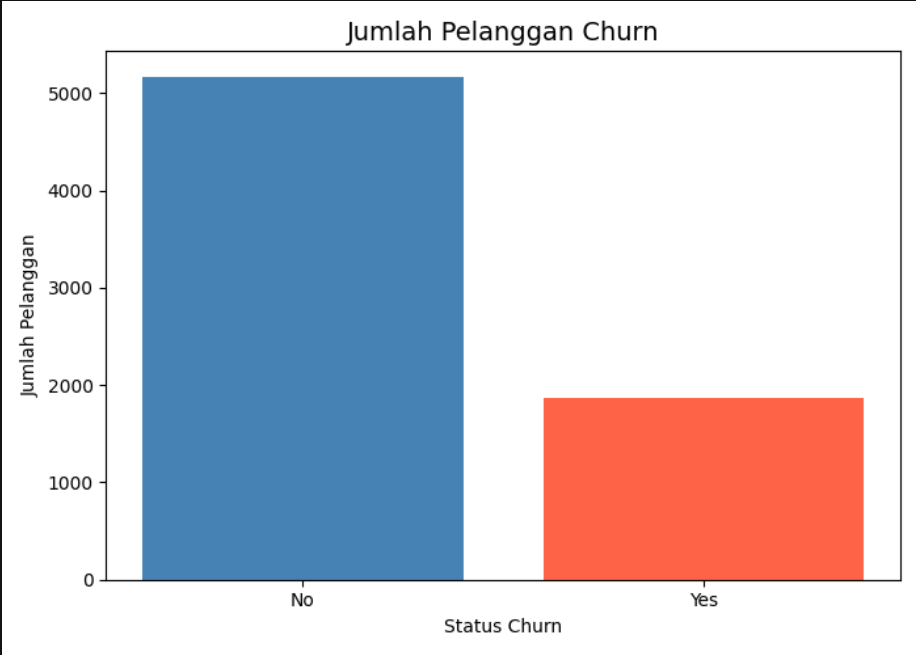 Jumlah Pelanggan Churn
Jumlah Pelanggan
5000
4000
3000
2000
1000
0
No
Yes
Status Churn